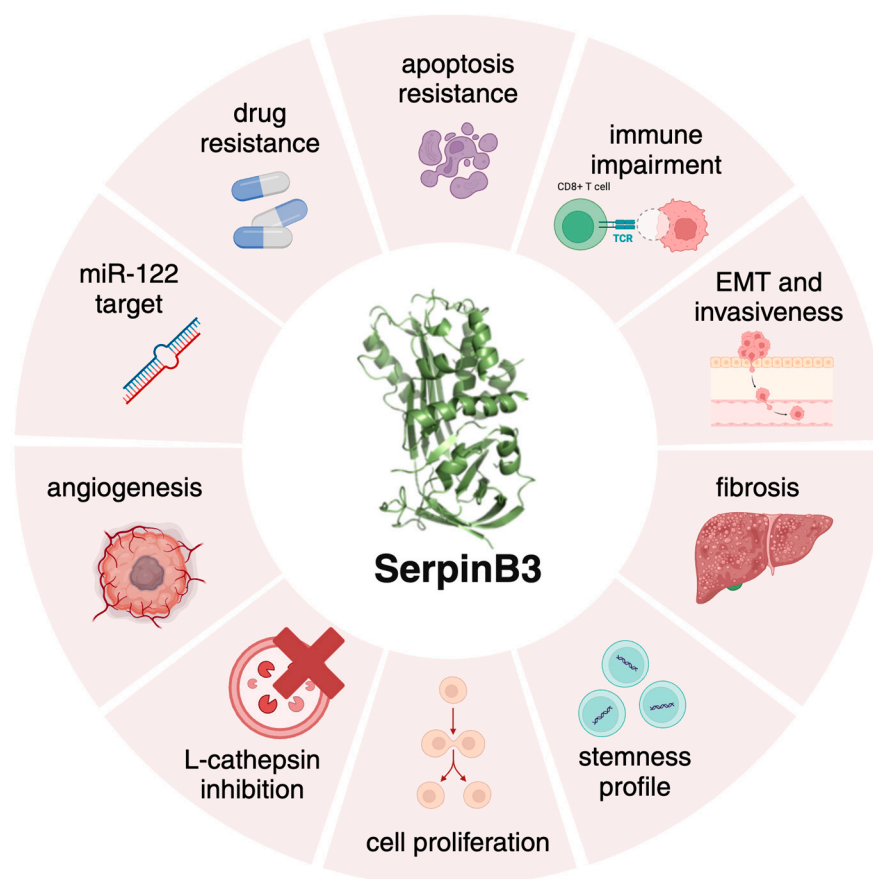 apoptosis
resistance
immune
impairment
CD8+ T cell
TCR
EMT and
invasiveness
fibrosis
stemness
profile
cell proliferation
L-cathepsin
inhibition
angiogenesis
miR-122
target
drug
resistance
SerpinB3